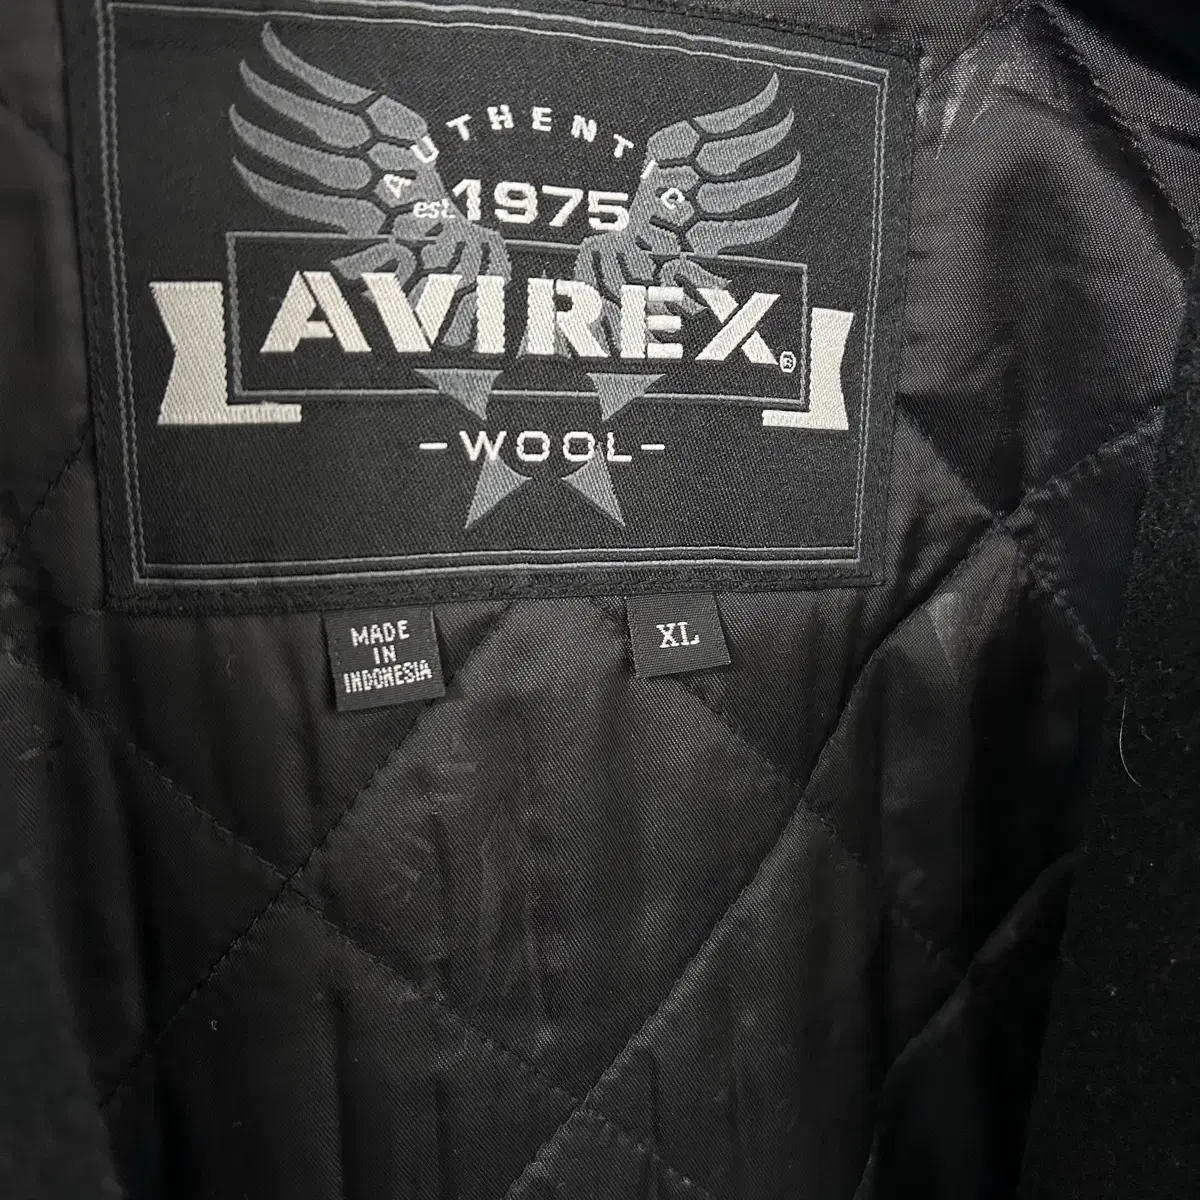 AUTHENTIC
est. 1975
AVIREX®
-WOOL-
MADE
IN
INDONESIA
XL